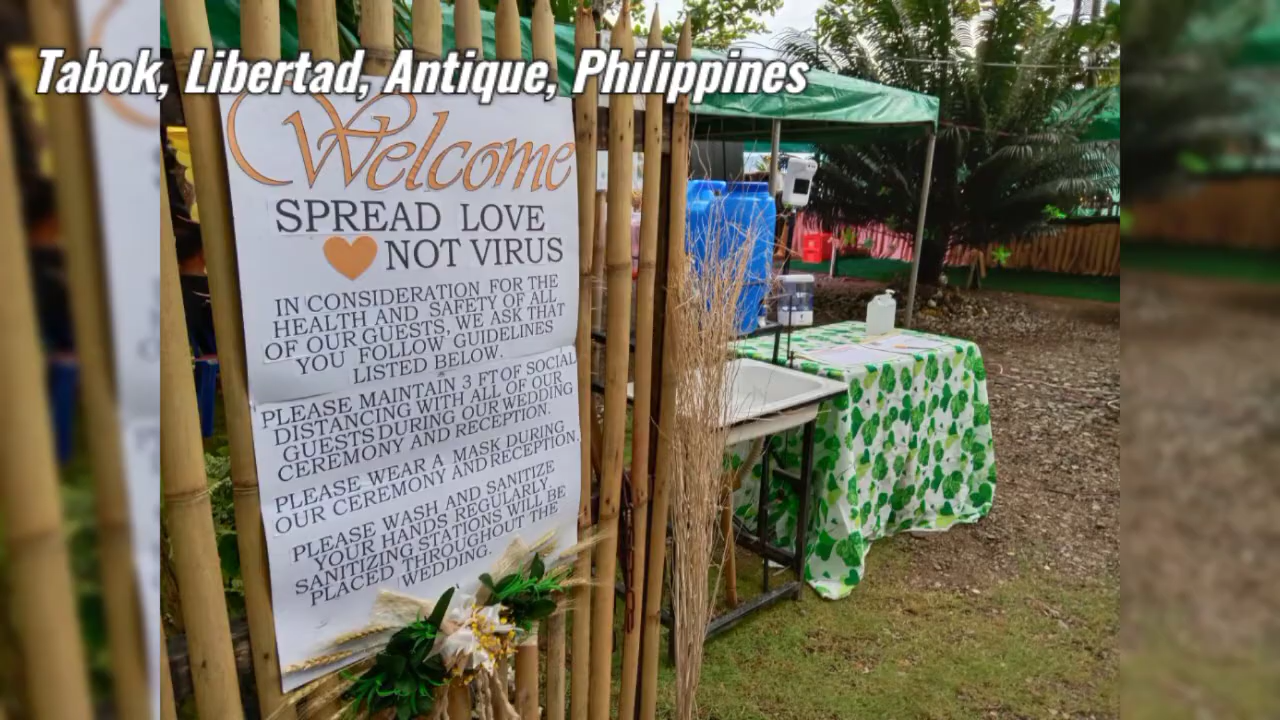 Tabok, Libertad, Antique, Philippines
Welcome
SPREAD LOVE
NOT VIRUS
IN CONSIDERATION FOR THE
HEALTH AND SAFETY OF ALL
OF OUR GUESTS, WE ASK THAT
YOU FOLLOW GUIDELINES
LISTED BELOW.
PLEASE MAINTAIN 3 FT OF SOCIAL
DISTANCING WITH ALL OF OUR
GUESTS DURING OUR WEDDING
CEREMONY AND RECEPTION.
PLEASE WEAR A MASK DURING
OUR CEREMONY AND RECEPTION.
PLEASE WASH AND SANITIZE
YOUR HANDS REGULARLY.
SANITIZING STATIONS WILL BE
PLACED THROUGHOUT THE
WEDDING.